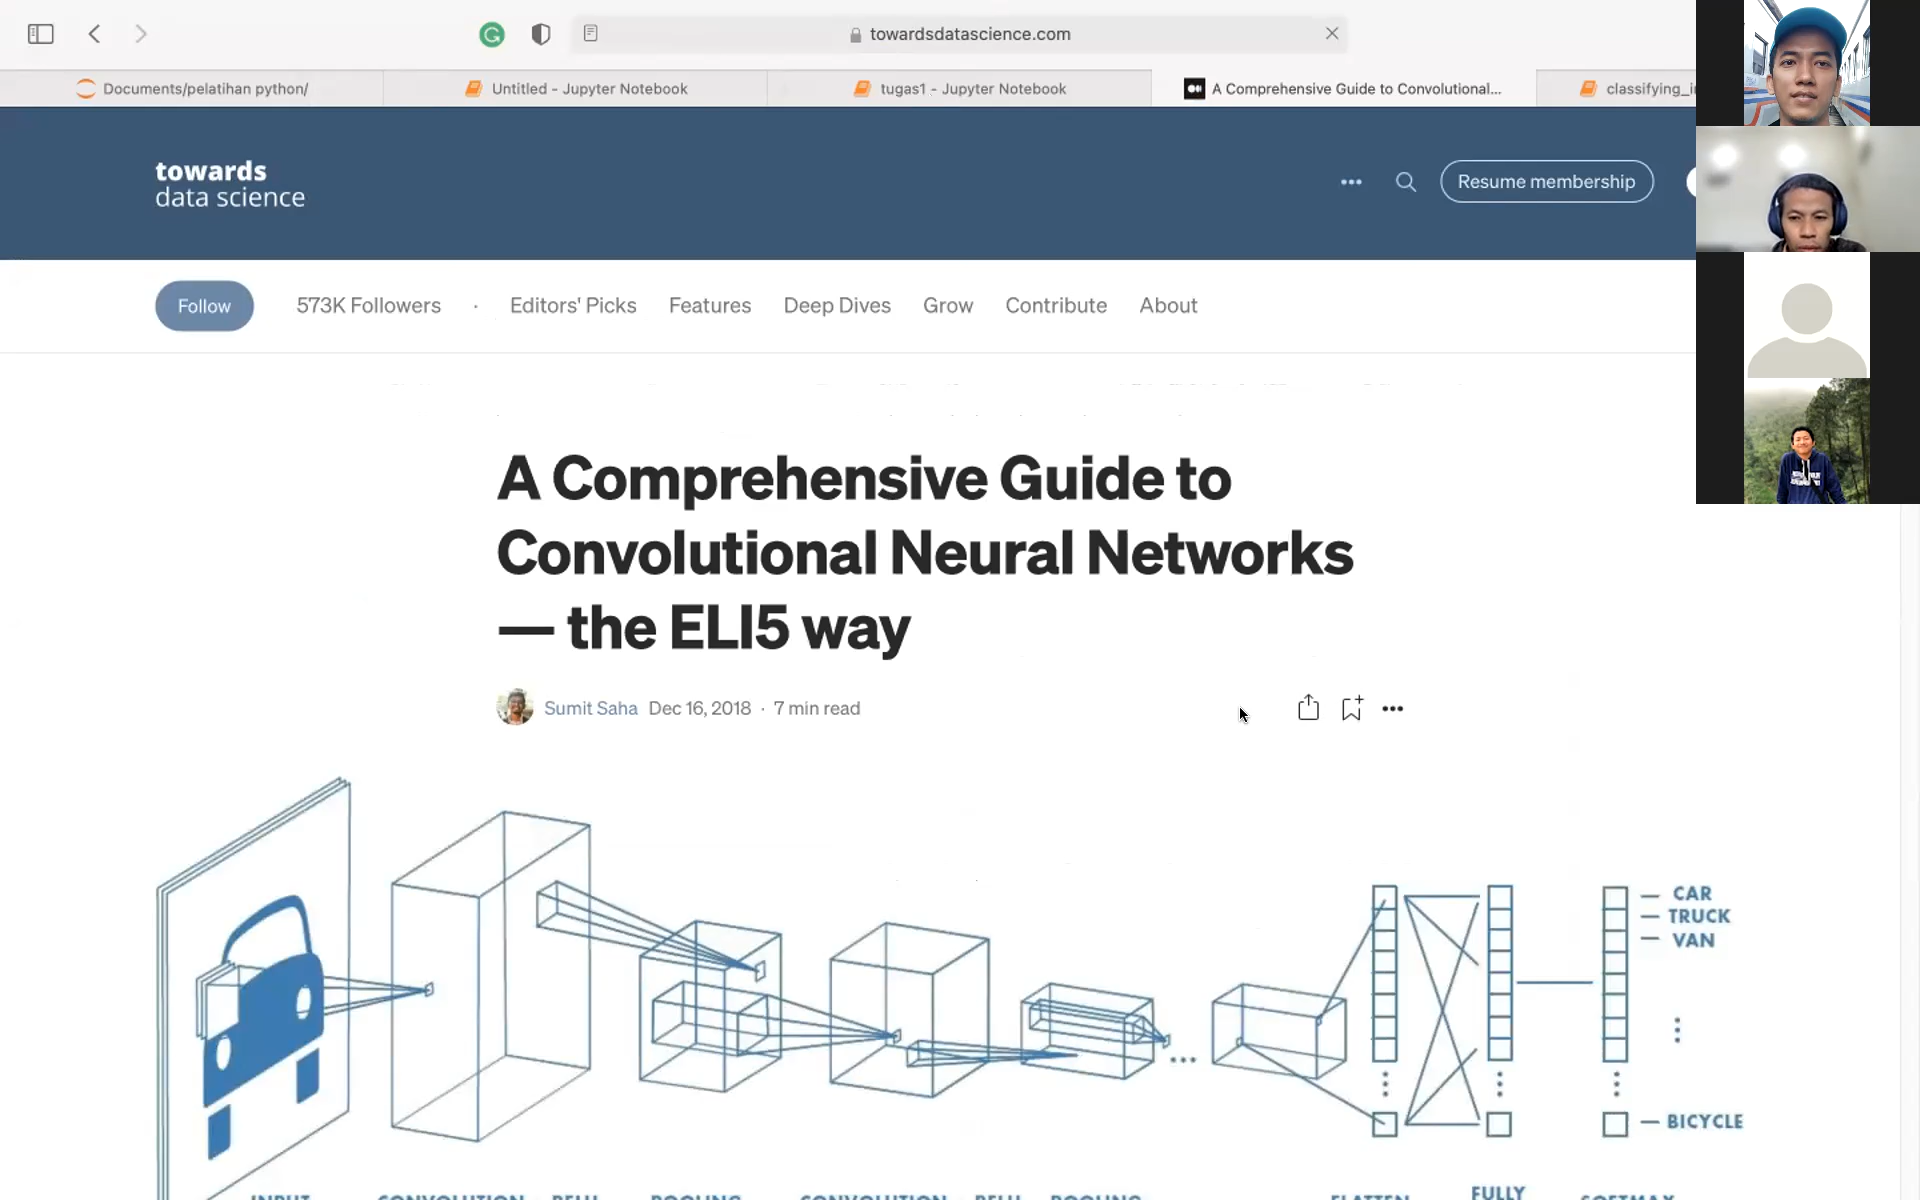 towardsdatascience.com
Documents/pelatihan python/
Untitled - Jupyter Notebook
tugas1 - Jupyter Notebook
A Comprehensive Guide to Convolutional...
towards
data science
Resume membership
Follow
573K Followers
·
Editors' Picks
Features
Deep Dives
Grow
Contribute
About
A Comprehensive Guide to
Convolutional Neural Networks
— the ELI5 way
Sumit Saha Dec 16, 2018 · 7 min read
— CAR
— TRUCK
— VAN
...
— BICYCLE
FULLY